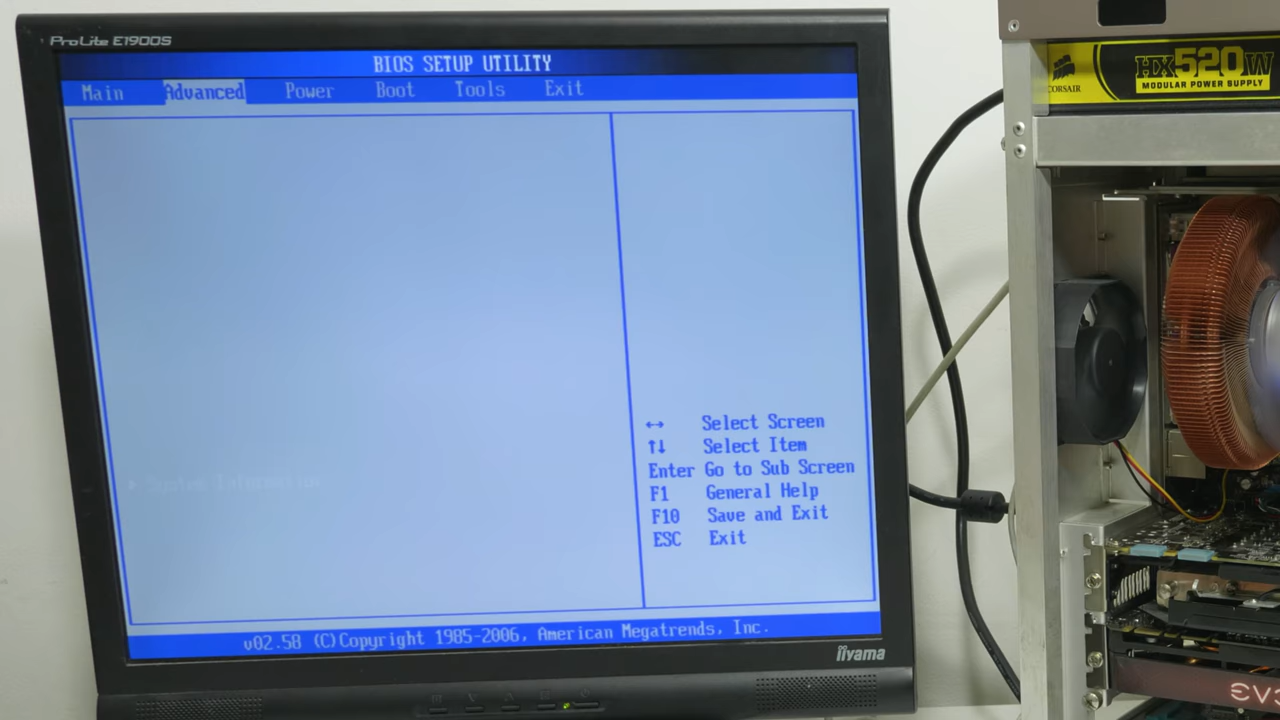 ProLite E1900S
BIOS SETUP UTILITY
Main Advanced Power Boot Tools Exit
System Information
↔ Select Screen
↑↓ Select Item
Enter Go to Sub Screen
F1 General Help
F10 Save and Exit
ESC Exit
v02.58 (C)Copyright 1985-2006, American Megatrends, Inc.
iiyama
CORSAIR
HX520W
MODULAR POWER SUPPLY